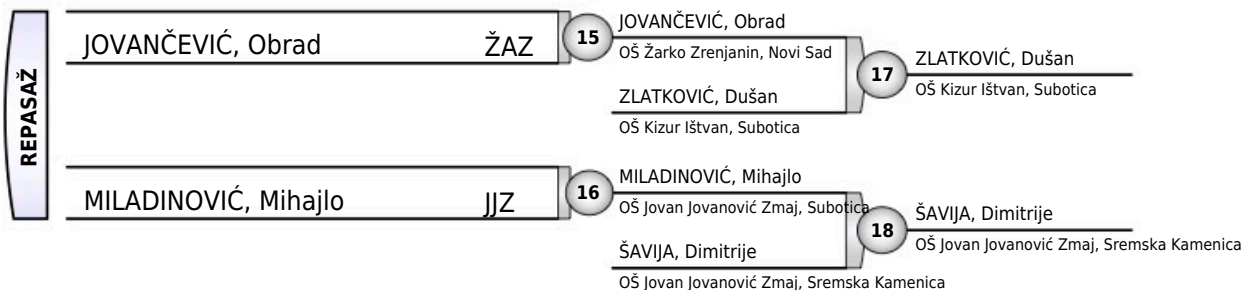 REPASAŽ
JOVANČEVIĆ, Obrad ŽAZ
15
JOVANČEVIĆ, Obrad
OŠ Žarko Zrenjanin, Novi Sad
ZLATKOVIĆ, Dušan
OŠ Kizur Ištvan, Subotica
17
ZLATKOVIĆ, Dušan
OŠ Kizur Ištvan, Subotica
MILADINOVIĆ, Mihajlo JJZ
16
MILADINOVIĆ, Mihajlo
OŠ Jovan Jovanović Zmaj, Subotica
ŠAVIJA, Dimitrije
OŠ Jovan Jovanović Zmaj, Sremska Kamenica
18
ŠAVIJA, Dimitrije
OŠ Jovan Jovanović Zmaj, Sremska Kamenica